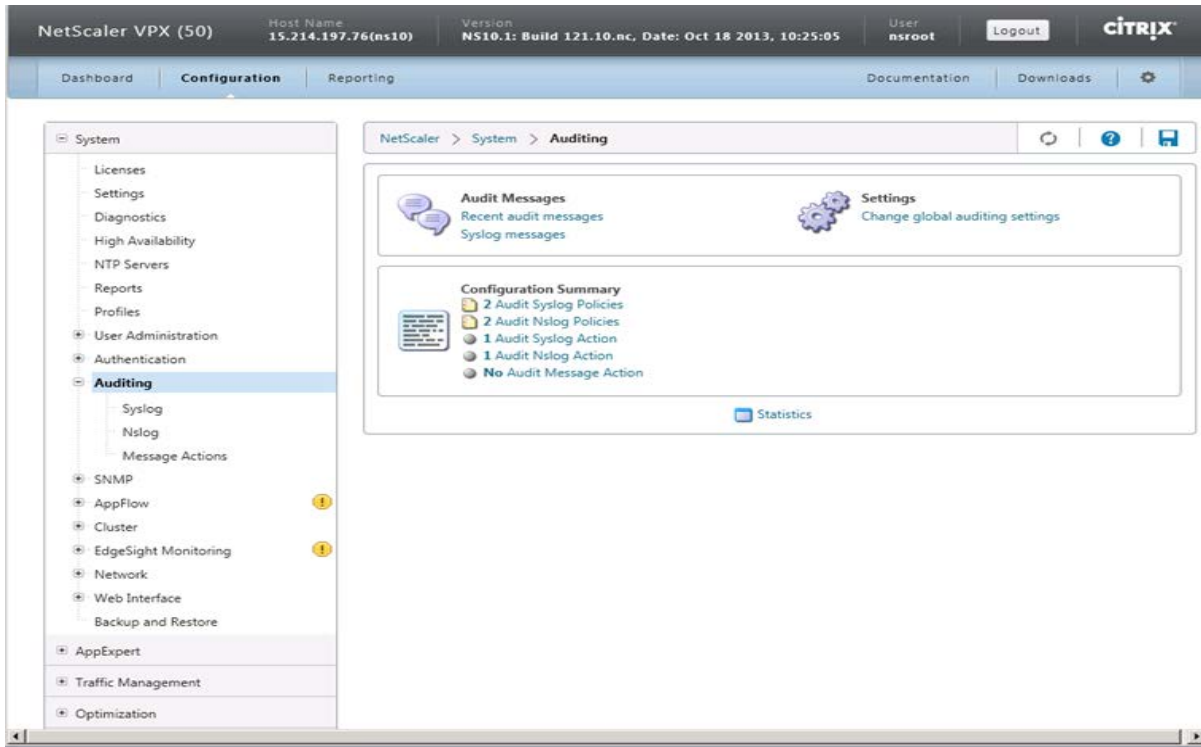 NetScaler VPX (50)
Host Name
15.214.197.76(ns10)
Version
NS10.1: Build 121.10.nc, Date: Oct 18 2013, 10:25:05
User
nsroot
Logout
CITRIX
Dashboard
Configuration
Reporting
Documentation
Downloads
System
Licenses
Settings
Diagnostics
High Availability
NTP Servers
Reports
Profiles
User Administration
Authentication
Auditing
Syslog
Nslog
Message Actions
SNMP
AppFlow
Cluster
EdgeSight Monitoring
Network
Web Interface
Backup and Restore
AppExpert
Traffic Management
Optimization
NetScaler > System > Auditing
Audit Messages
Recent audit messages
Syslog messages
Settings
Change global auditing settings
Configuration Summary
2 Audit Syslog Policies
2 Audit Nslog Policies
1 Audit Syslog Action
1 Audit Nslog Action
No Audit Message Action
Statistics